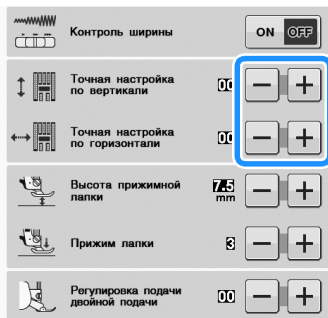 Контроль ширины
ON OFF
Точная настройка
по вертикали
00
Точная настройка
по горизонтали
00
Высота прижимной
лапки
7.5
mm
Прижим лапки
3
Регулировка подачи
двойной подачи
00